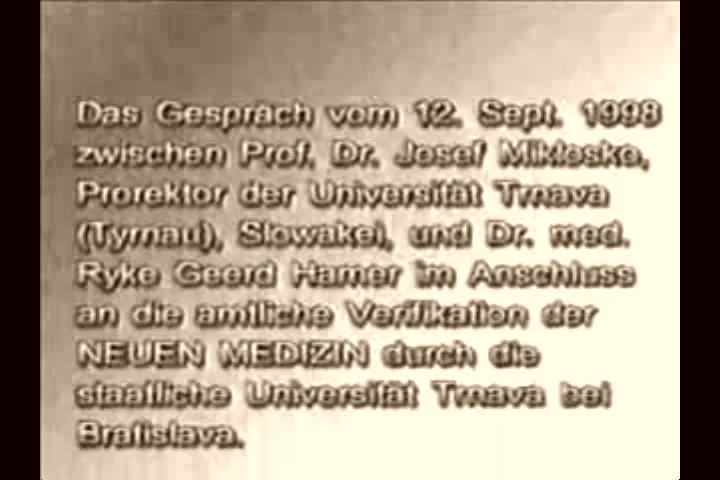 Das Gespräch vom 12. Sept. 1998
zwischen Prof. Dr. Josef Mikloske,
Prorektor der Universität Trnava
(Tyrnau), Slowakei, und Dr. med.
Ryke Geerd Hamer im Anschluss
an die amtliche Verifikation der
NEUEN MEDIZIN durch die
staatliche Universität Trnava bei
Bratislava.